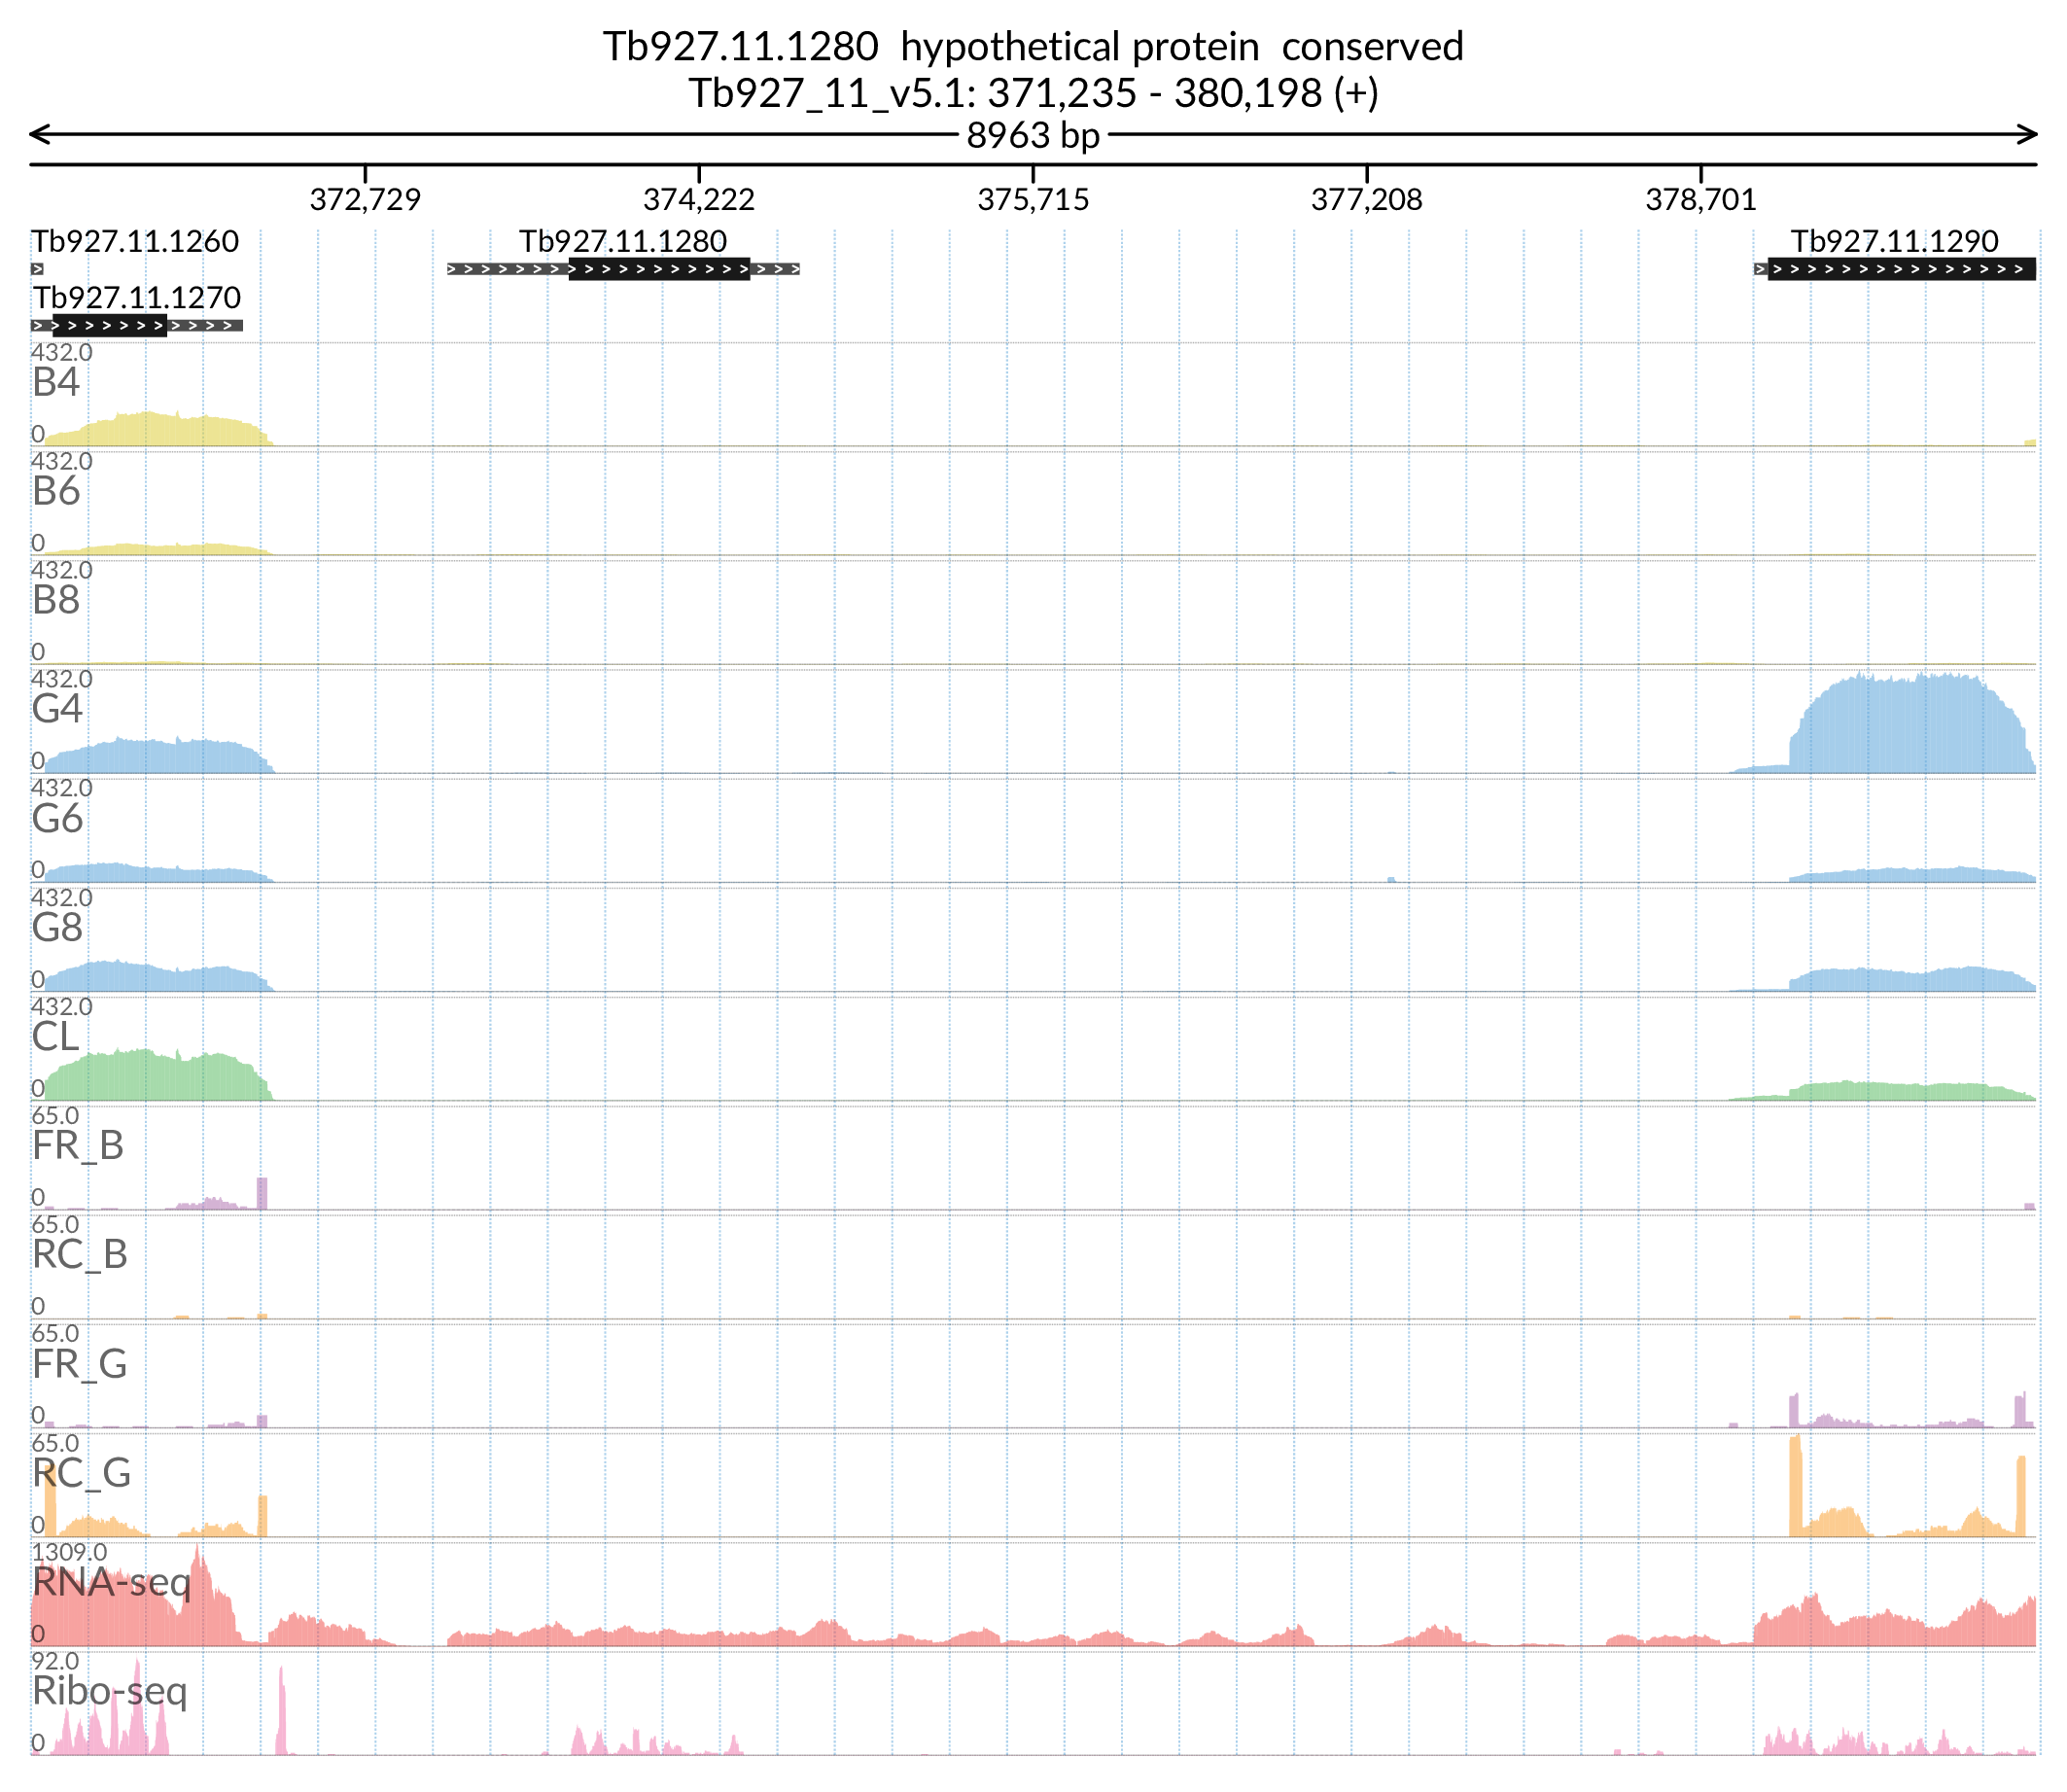 Tb927.11.1280 hypothetical protein conserved
Tb927_11_v5.1: 371,235 - 380,198 (+)
8963 bp
372,729 374,222 375,715 377,208 378,701
Tb927.11.1260 Tb927.11.1280 Tb927.11.1290
Tb927.11.1270
432.0
B4
0
432.0
B6
0
432.0
B8
0
432.0
G4
0
432.0
G6
0
432.0
G8
0
432.0
CL
0
65.0
FR_B
0
65.0
RC_B
0
65.0
FR_G
0
65.0
RC_G
0
1309.0
RNA-seq
0
92.0
Ribo-seq
0